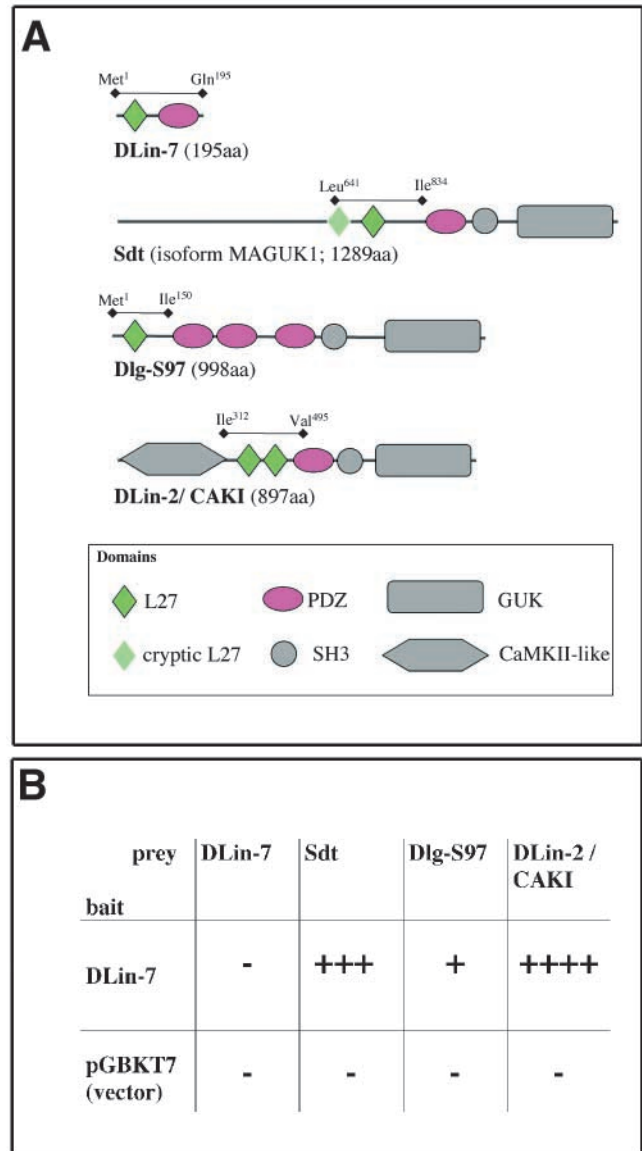 A
Met1 Gln195
DLin-7 (195aa)
Leu641 Ile834
Sdt (isoform MAGUK1; 1289aa)
Met1 Ile150
Dlg-S97 (998aa)
Ile312 Val495
DLin-2/ CAKI (897aa)
Domains
L27 PDZ GUK
cryptic L27 SH3 CaMKII-like
B
prey DLin-7 Sdt Dlg-S97 DLin-2 /
CAKI
bait
DLin-7 - +++ + ++++
pGBKT7
(vector) - - - -